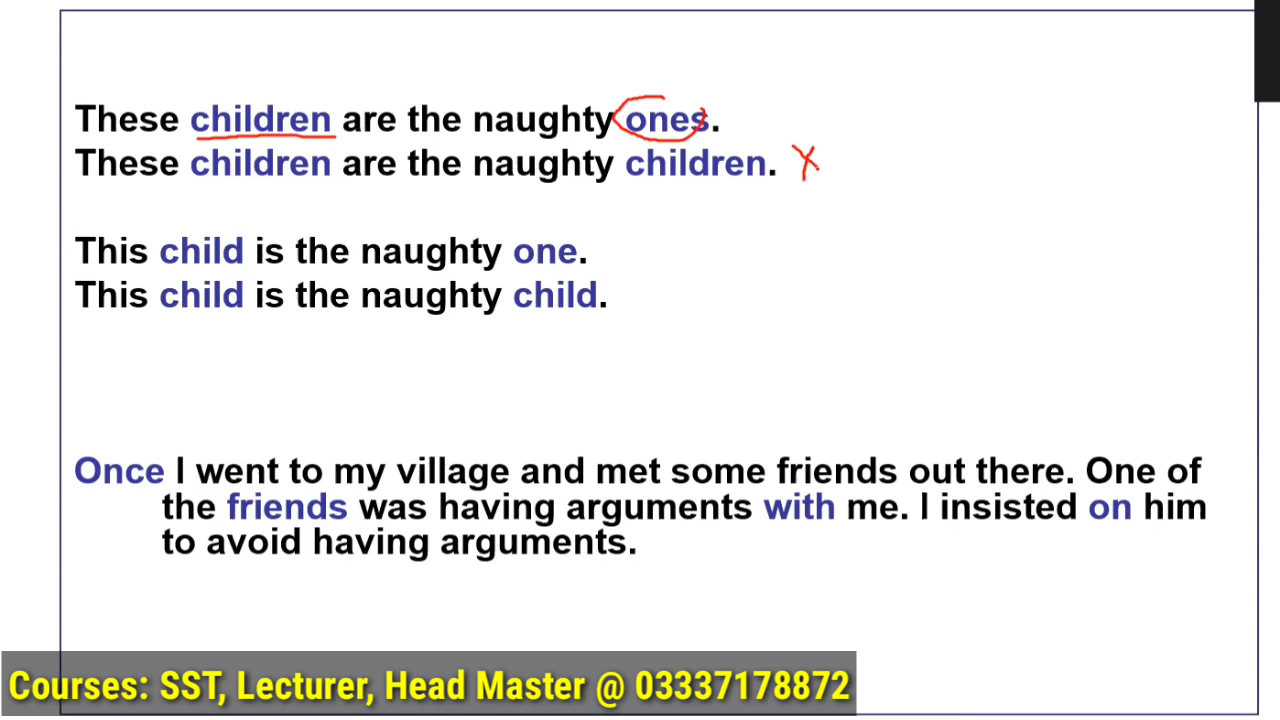 These children are the naughty ones.
These children are the naughty children. X
This child is the naughty one.
This child is the naughty child.
Once I went to my village and met some friends out there. One of
the friends was having arguments with me. I insisted on him
to avoid having arguments.
Courses: SST, Lecturer, Head Master @ 03337178872